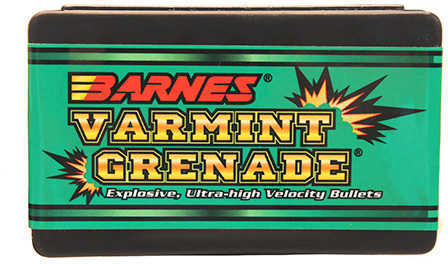 BARNES®
VARMINT
GRENADE®
Explosive, Ultra-high Velocity Bullets